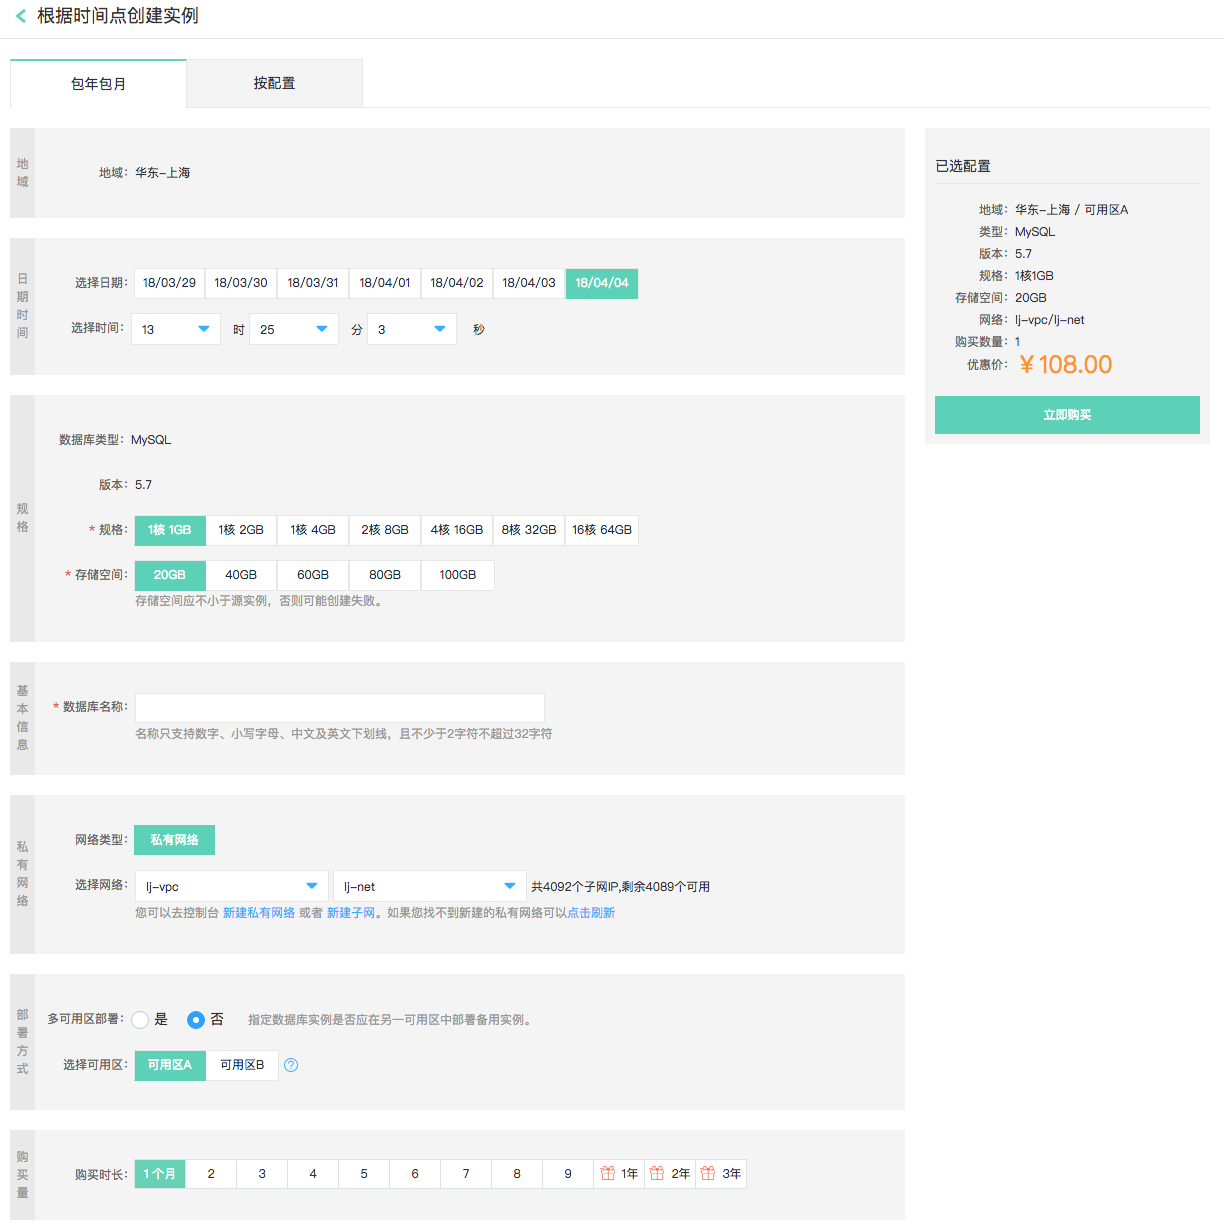 根据时间点创建实例
包年包月 按配置
地域
地域：华东-上海
日期时间
选择日期：18/03/29 18/03/30 18/03/31 18/04/01 18/04/02 18/04/03 18/04/04
选择时间：13 时 25 分 3 秒
规格
数据库类型：MySQL
版本：5.7
* 规格：1核 1GB 1核 2GB 1核 4GB 2核 8GB 4核 16GB 8核 32GB 16核 64GB
* 存储空间：20GB 40GB 60GB 80GB 100GB
存储空间应不小于源实例，否则可能创建失败。
基本信息
* 数据库名称：
名称只支持数字、小写字母、中文及英文下划线，且不少于2字符不超过32字符
私有网络
网络类型：私有网络
选择网络：lj-vpc lj-net 共4092个子网IP,剩余4089个可用
您可以去控制台 新建私有网络 或者 新建子网。如果您找不到新建的私有网络可以点击刷新
部署方式
多可用区部署：是 否 指定数据库实例是否应在另一可用区中部署备用实例。
选择可用区：可用区A 可用区B ?
购买量
购买时长：1 个月 2 3 4 5 6 7 8 9 1年 2年 3年
已选配置
地域：华东-上海 / 可用区A
类型：MySQL
版本：5.7
规格：1核1GB
存储空间：20GB
网络：lj-vpc/lj-net
购买数量：1
优惠价：¥108.00
立即购买